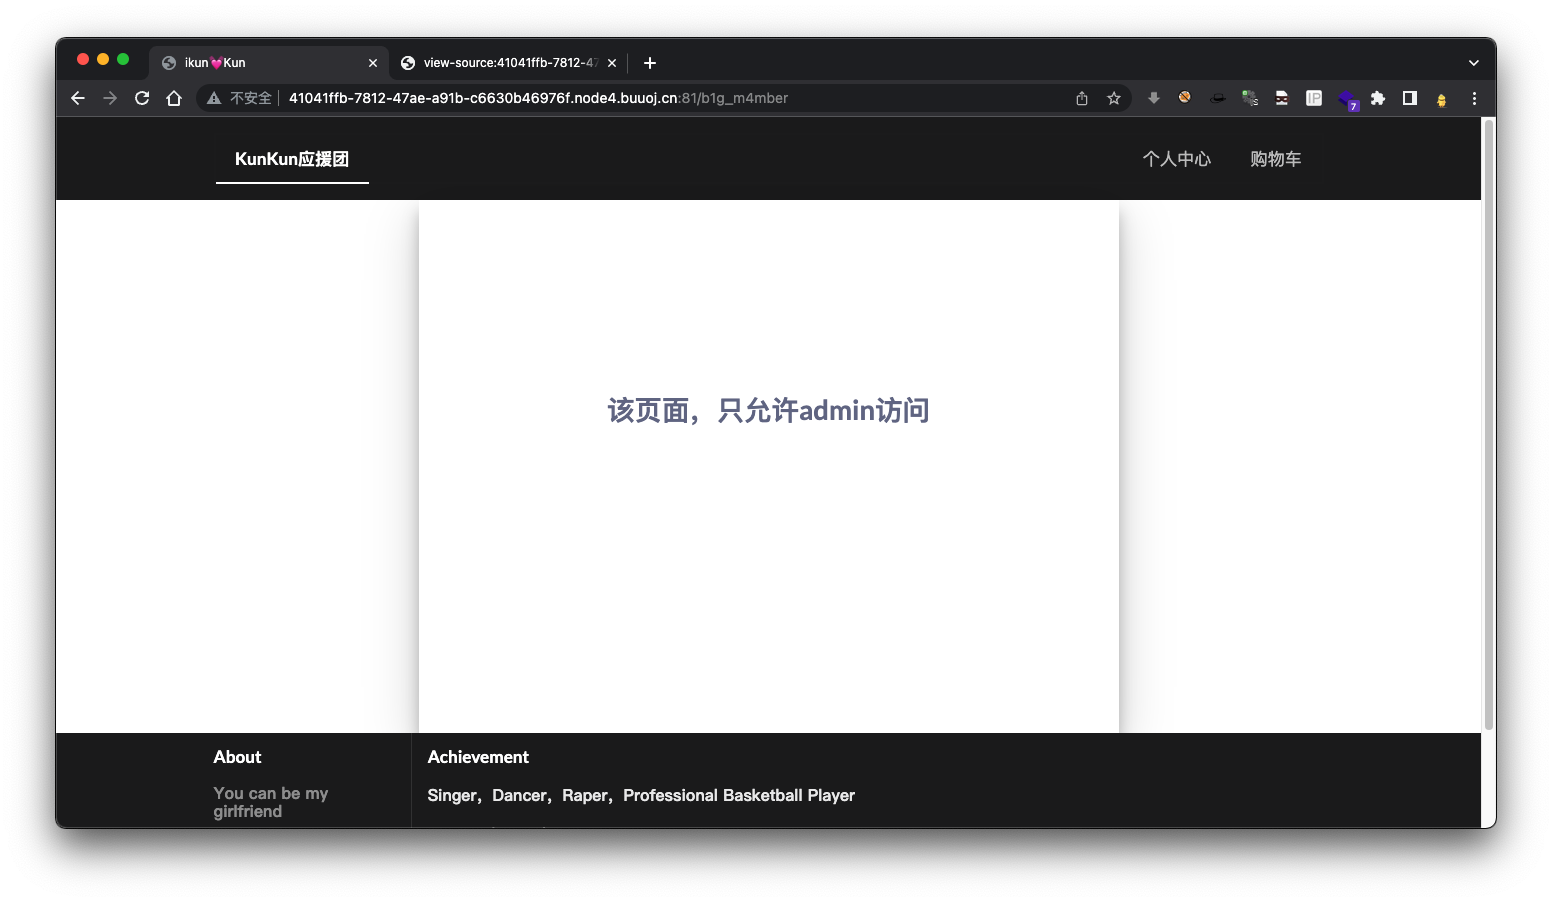 ikun💗Kun
view-source:41041ffb-7812-47
不安全
41041ffb-7812-47ae-a91b-c6630b46976f.node4.buuoj.cn:81/b1g_m4mber
IP
7
KunKun应援团
个人中心
购物车
该页面，只允许admin访问
About
You can be my
girlfriend
Achievement
Singer，Dancer，Raper，Professional Basketball Player